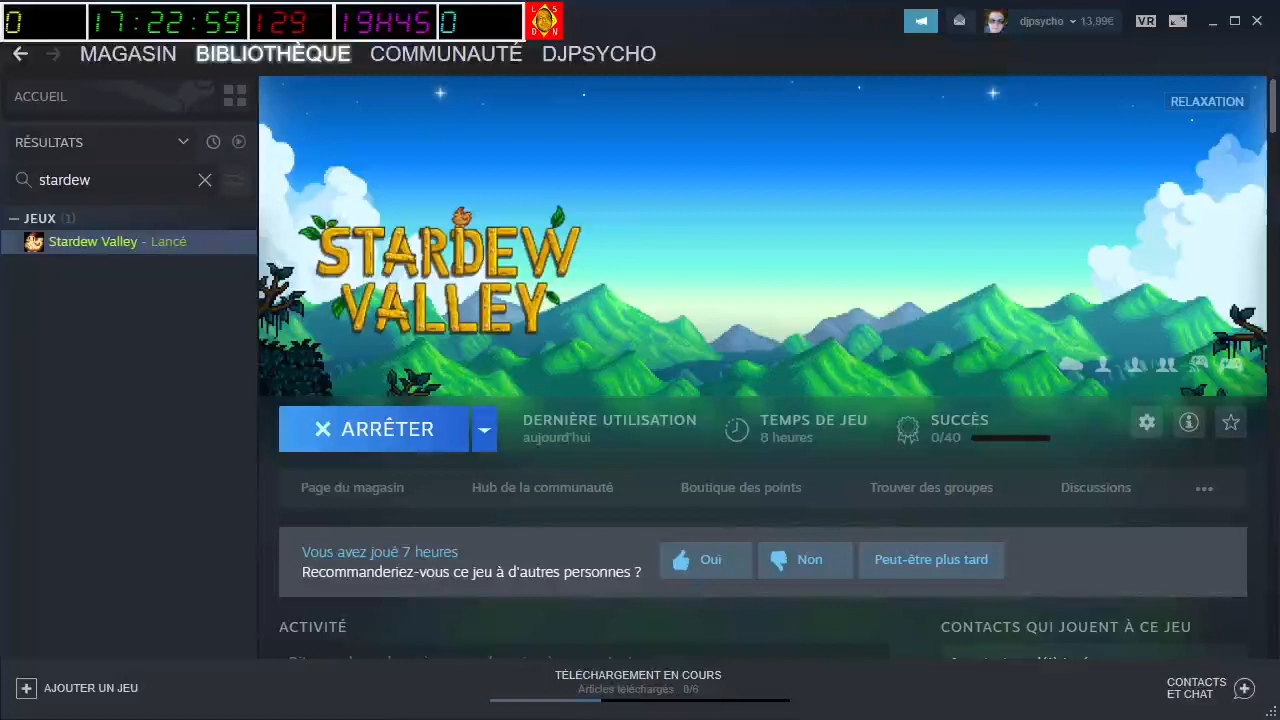 0
17:22:59
129
19H45
0
L S
D N
djpsycho
13,99€
VR
MAGASIN
BIBLIOTHÈQUE
COMMUNAUTÉ
DJPSYCHO
ACCUEIL
RÉSULTATS
stardew
JEUX (1)
Stardew Valley - Lancé
RELAXATION
STARDEW
VALLEY
ARRÊTER
DERNIÈRE UTILISATION
aujourd'hui
TEMPS DE JEU
8 heures
SUCCÈS
0/40
Page du magasin
Hub de la communauté
Boutique des points
Trouver des groupes
Discussions
Vous avez joué 7 heures
Recommanderiez-vous ce jeu à d'autres personnes ?
Oui
Non
Peut-être plus tard
ACTIVITÉ
CONTACTS QUI JOUENT À CE JEU
AJOUTER UN JEU
TÉLÉCHARGEMENT EN COURS
Articles téléchargés 0/6
CONTACTS
ET CHAT